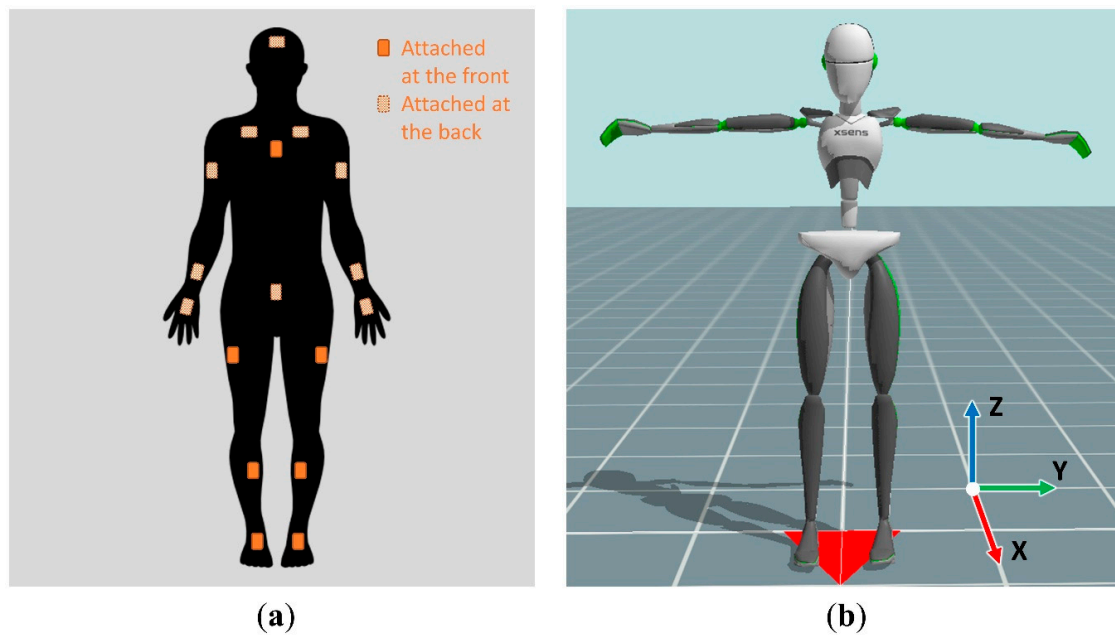 Attached
at the front
Attached at
the back
xsens
Z
Y
X
(a)
(b)